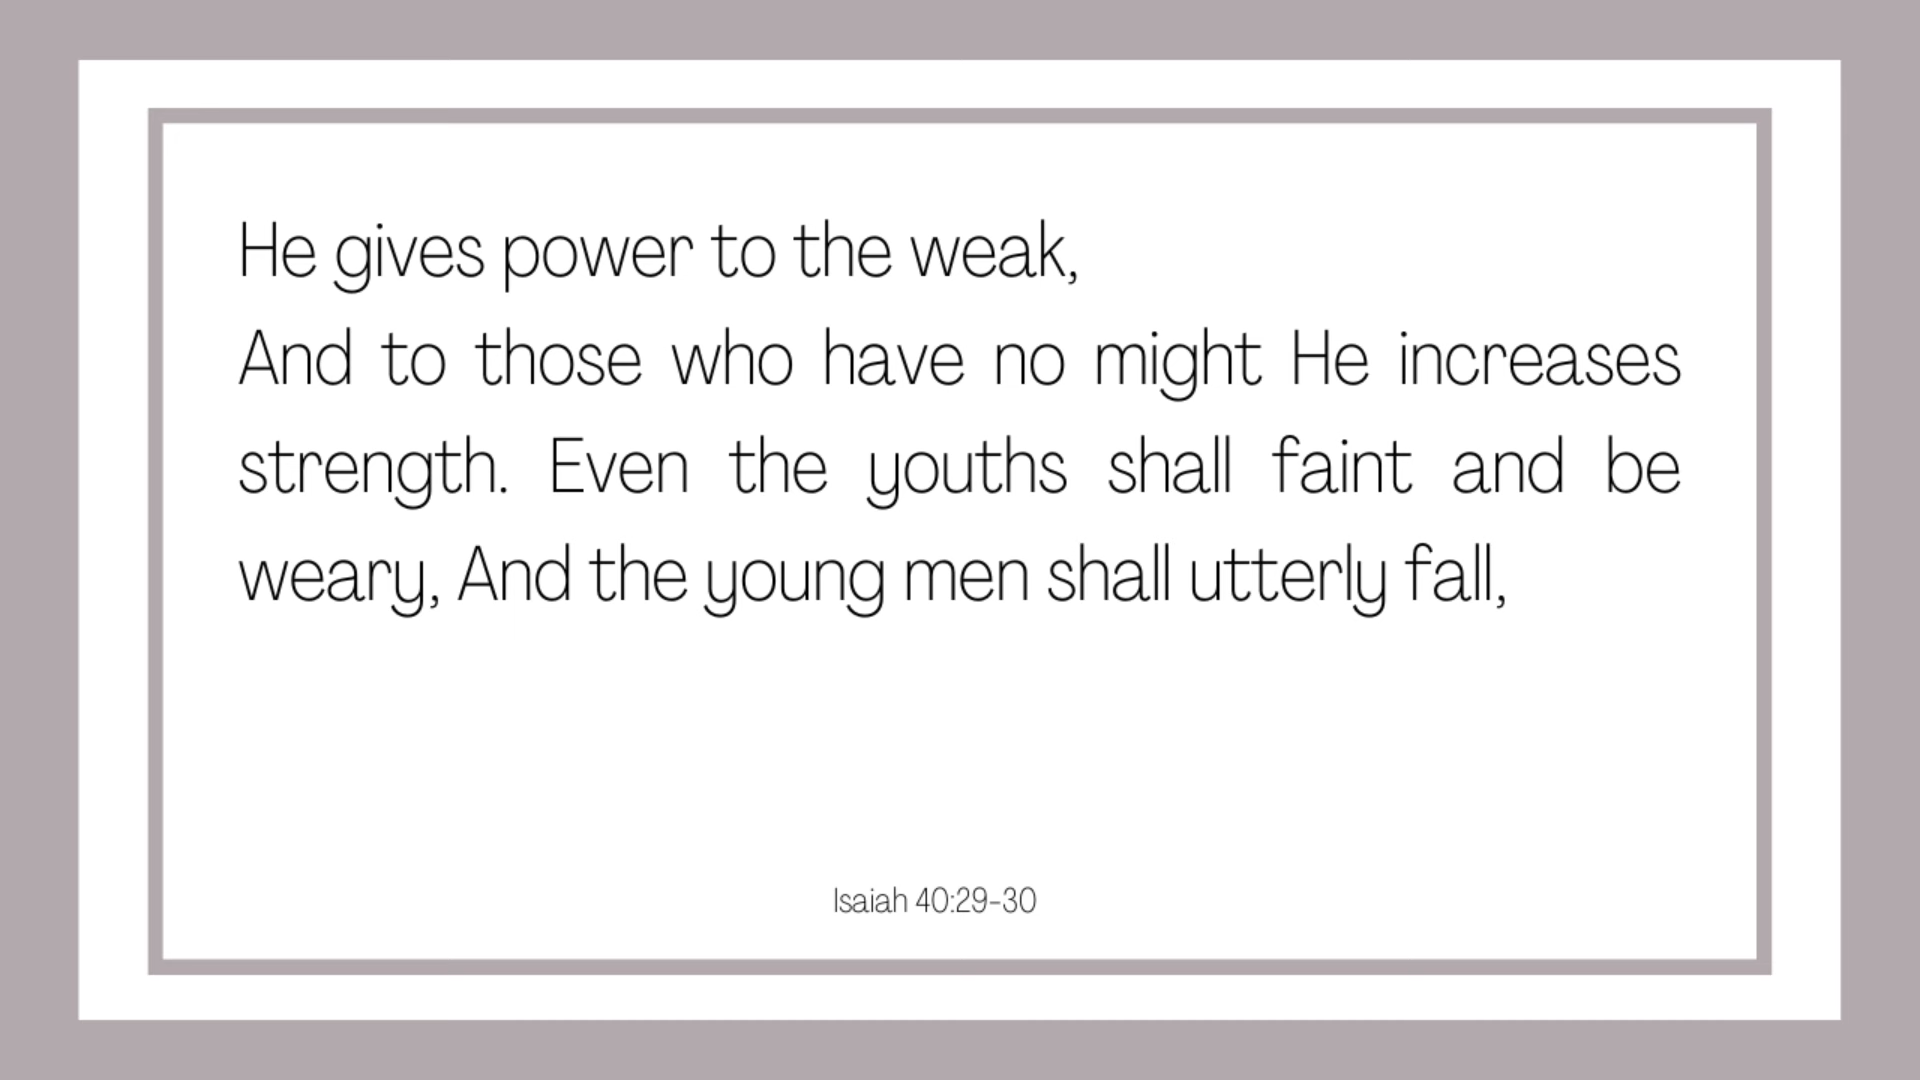 He gives power to the weak,
And to those who have no might He increases
strength. Even the youths shall faint and be
weary, And the young men shall utterly fall,
Isaiah 40:29-30